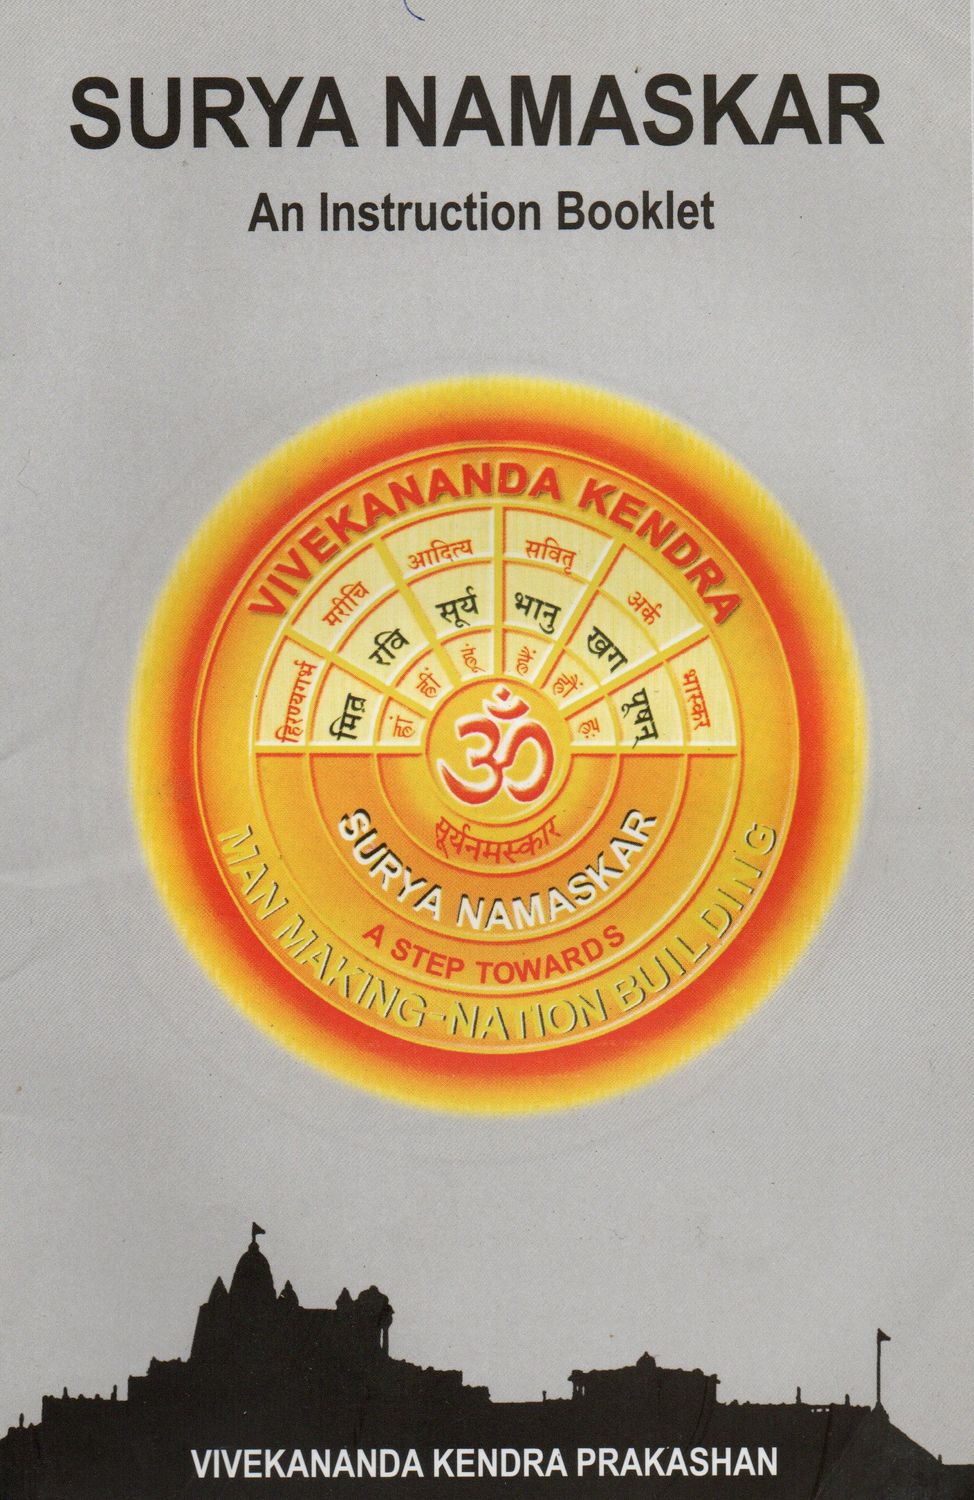 SURYA NAMASKAR
An Instruction Booklet
VIVEKANANDA KENDRA
हिरण्यगर्भ मरीचि आदित्य सवितृ अर्क भास्कर
मित्र रवि सूर्य भानु खग पूषन्
ह्रां ह्रीं ह्रूं ह्रैं ह्रौं ह्रः
ॐ
सूर्यनमस्कार
SURYA NAMASKAR
A STEP TOWARDS
MAN MAKING-NATION BUILDING
VIVEKANANDA KENDRA PRAKASHAN